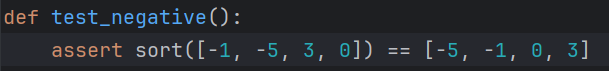 def test_negative():
    assert sort([-1, -5, 3, 0]) == [-5, -1, 0, 3]